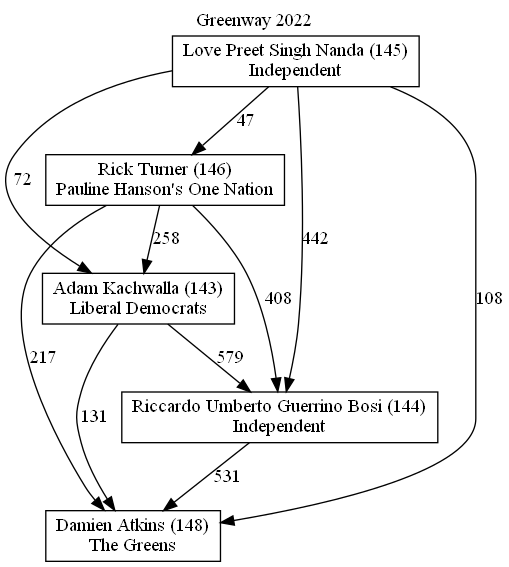 Greenway 2022
Love Preet Singh Nanda (145)
Independent
47
72
Rick Turner (146)
Pauline Hanson's One Nation
258
442
408
108
Adam Kachwalla (143)
Liberal Democrats
217
579
131
Riccardo Umberto Guerrino Bosi (144)
Independent
531
Damien Atkins (148)
The Greens